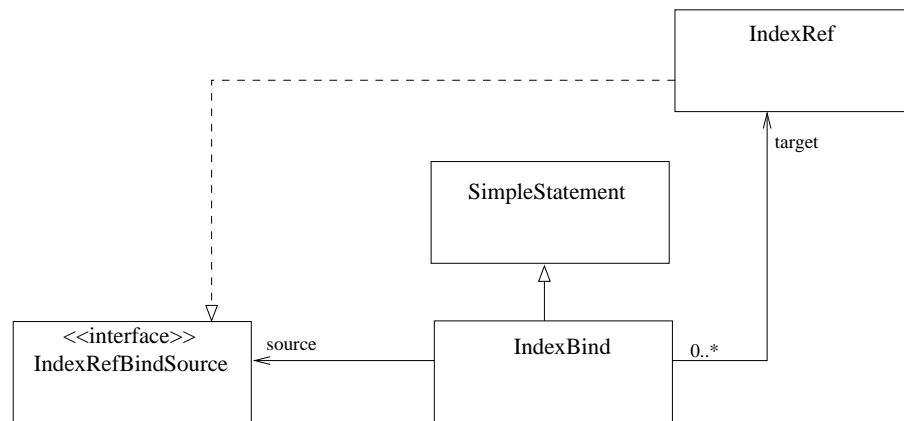 IndexRef
target
SimpleStatement
<<interface>>
IndexRefBindSource
source
IndexBind
0..*